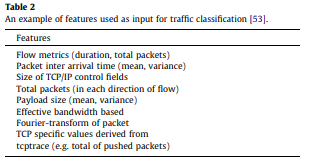 Table 2
An example of features used as input for traffic classification [53].
Features
Flow metrics (duration, total packets)
Packet inter arrival time (mean, variance)
Size of TCP/IP control fields
Total packets (in each direction of flow)
Payload size (mean, variance)
Effective bandwidth based
Fourier-transform of packet
TCP specific values derived from
tcptrace (e.g. total of pushed packets)